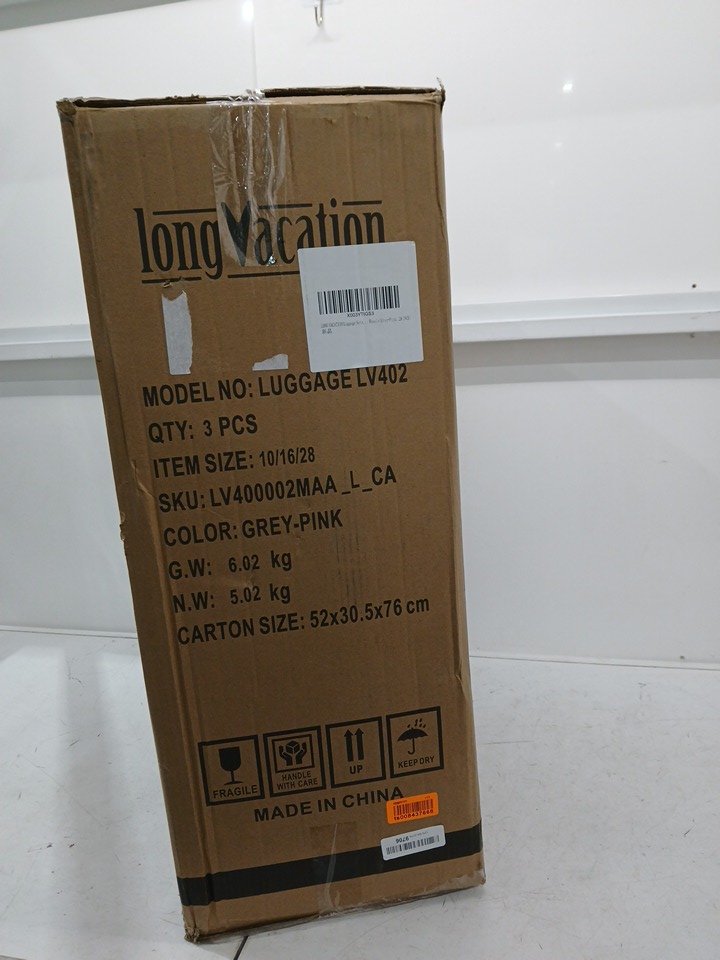 longVacation
X003YTIGS3
MODEL NO: LUGGAGE LV402
QTY: 3 PCS
ITEM SIZE: 10/16/28
SKU: LV400002MAA_L_CA
COLOR: GREY-PINK
G.W: 6.02 kg
N.W: 5.02 kg
CARTON SIZE: 52x30.5x76 cm
FRAGILE
HANDLE WITH CARE
UP
KEEP DRY
MADE IN CHINA
9706